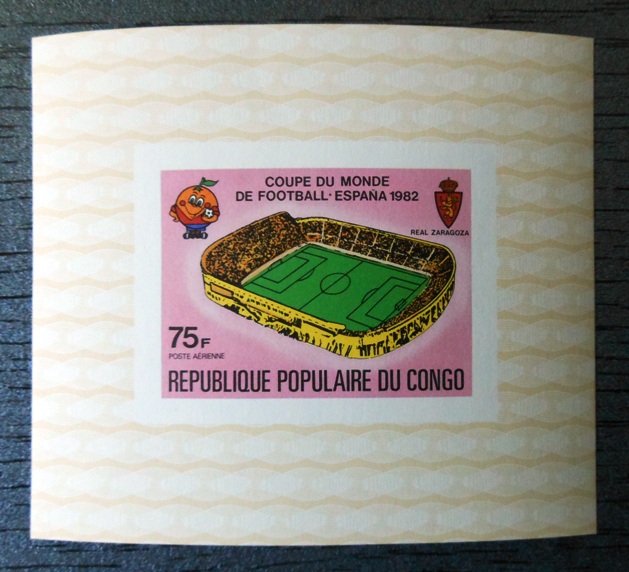 COUPE DU MONDE
DE FOOTBALL·ESPAÑA 1982
REAL ZARAGOZA
75F
POSTE AÉRIENNE
REPUBLIQUE POPULAIRE DU CONGO